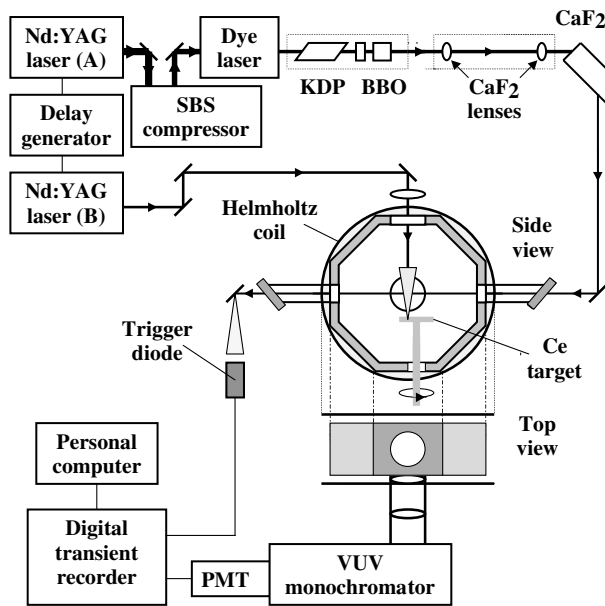 CaF2
Nd:YAG
laser (A)
Dye
laser
KDP
BBO
CaF2
lenses
SBS
compressor
Delay
generator
Nd:YAG
laser (B)
Helmholtz
coil
Side
view
Trigger
diode
Ce
target
Top
view
Personal
computer
Digital
transient
recorder
PMT
VUV
monochromator